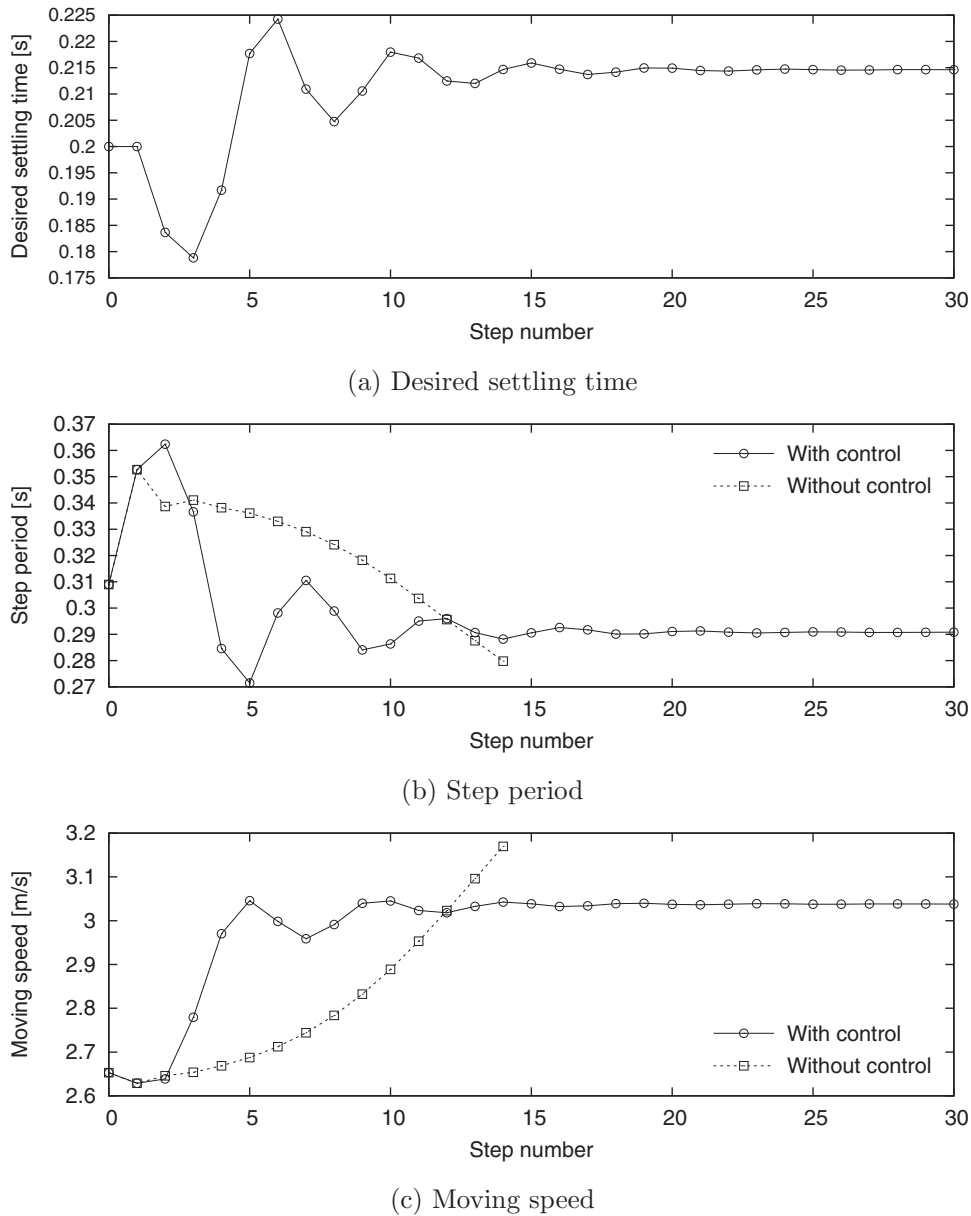 0.225
0.22
0.215
0.21
0.205
0.2
0.195
0.19
0.185
0.18
0.175
Desired settling time [s]
0 5 10 15 20 25 30
Step number
(a) Desired settling time
0.37
0.36
0.35
0.34
0.33
0.32
0.31
0.3
0.29
0.28
0.27
Step period [s]
With control
Without control
0 5 10 15 20 25 30
Step number
(b) Step period
3.2
3.1
3
2.9
2.8
2.7
2.6
Moving speed [m/s]
With control
Without control
0 5 10 15 20 25 30
Step number
(c) Moving speed